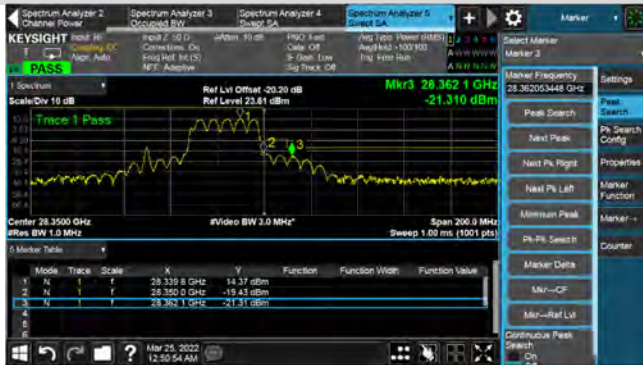 Spectrum Analyzer 2
Channel Power
Spectrum Analyzer 3
Occupied BW
Spectrum Analyzer 4
Swept SA
Spectrum Analyzer 5
Swept SA
Marker
KEYSIGHT
Input: RF
Coupling: DC
Align: Auto
Input Z: 50 Ω
Corrections: On
Freq Ref: Int (S)
NFE: Adaptive
#Atten: 10 dB
PNO: Fast
Gate: Off
IF Gain: Low
Sig Track: Off
Avg Type: Power (RMS)
Avg|Hold: >100/100
Trig: Free Run
PASS
Select Marker
Marker 3
1 Spectrum
Scale/Div 10 dB
Ref Lvl Offset -20.20 dB
Ref Level 23.81 dBm
Mkr3 28.362 1 GHz
-21.310 dBm
Trace 1 Pass
1
2
3
Center 28.3500 GHz
#Res BW 1.0 MHz
#Video BW 3.0 MHz*
Span 200.0 MHz
Sweep 1.00 ms (1001 pts)
5 Marker Table
Mode Trace Scale X Y Function Function Width Function Value
1 N 1 f 28.339 8 GHz 14.37 dBm
2 N 1 f 28.350 0 GHz -19.43 dBm
3 N 1 f 28.362 1 GHz -21.31 dBm
4
5
6
Mar 25, 2022
12:50:54 AM
Marker Frequency
28.362053448 GHz
Peak Search
Next Peak
Next Pk Right
Next Pk Left
Minimum Peak
Pk-Pk Search
Marker Delta
Mkr→CF
Mkr→Ref Lvl
Continuous Peak
Search
On
Settings
Peak
Search
Pk Search
Config
Properties
Marker
Function
Marker→
Counter